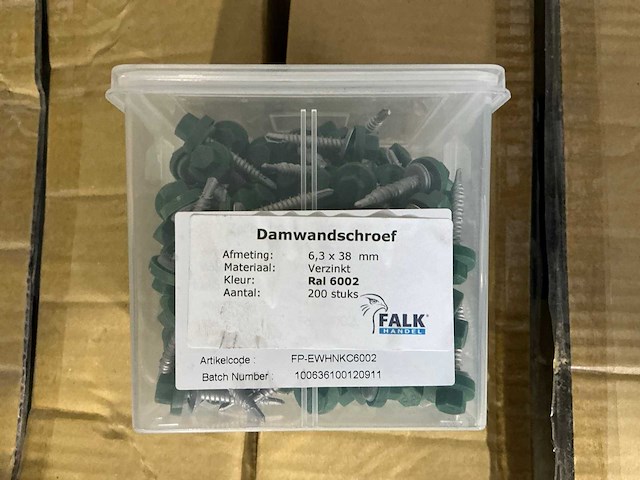 Damwandschroef
Afmeting: 6,3 x 38 mm
Materiaal: Verzinkt
Kleur: Ral 6002
Aantal: 200 stuks
FALK®
HANDEL
Artikelcode : FP-EWHNKC6002
Batch Number : 100636100120911